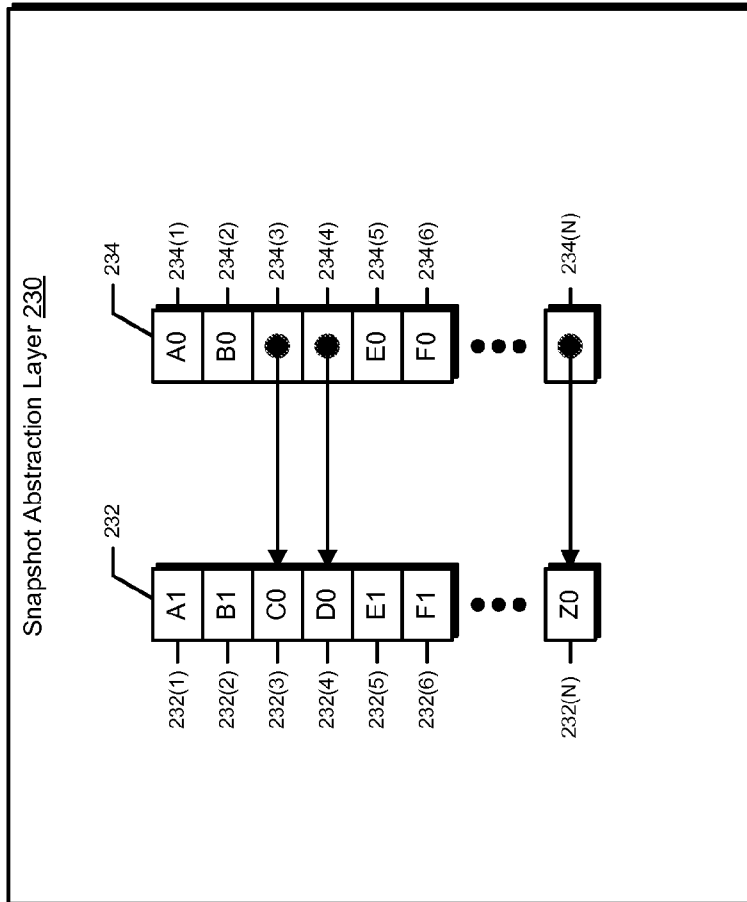 Snapshot Abstraction Layer 230
232 234
232(1) A1 A0 234(1)
232(2) B1 B0 234(2)
232(3) C0 234(3)
232(4) D0 234(4)
232(5) E1 E0 234(5)
232(6) F1 F0 234(6)
232(N) Z0 234(N)